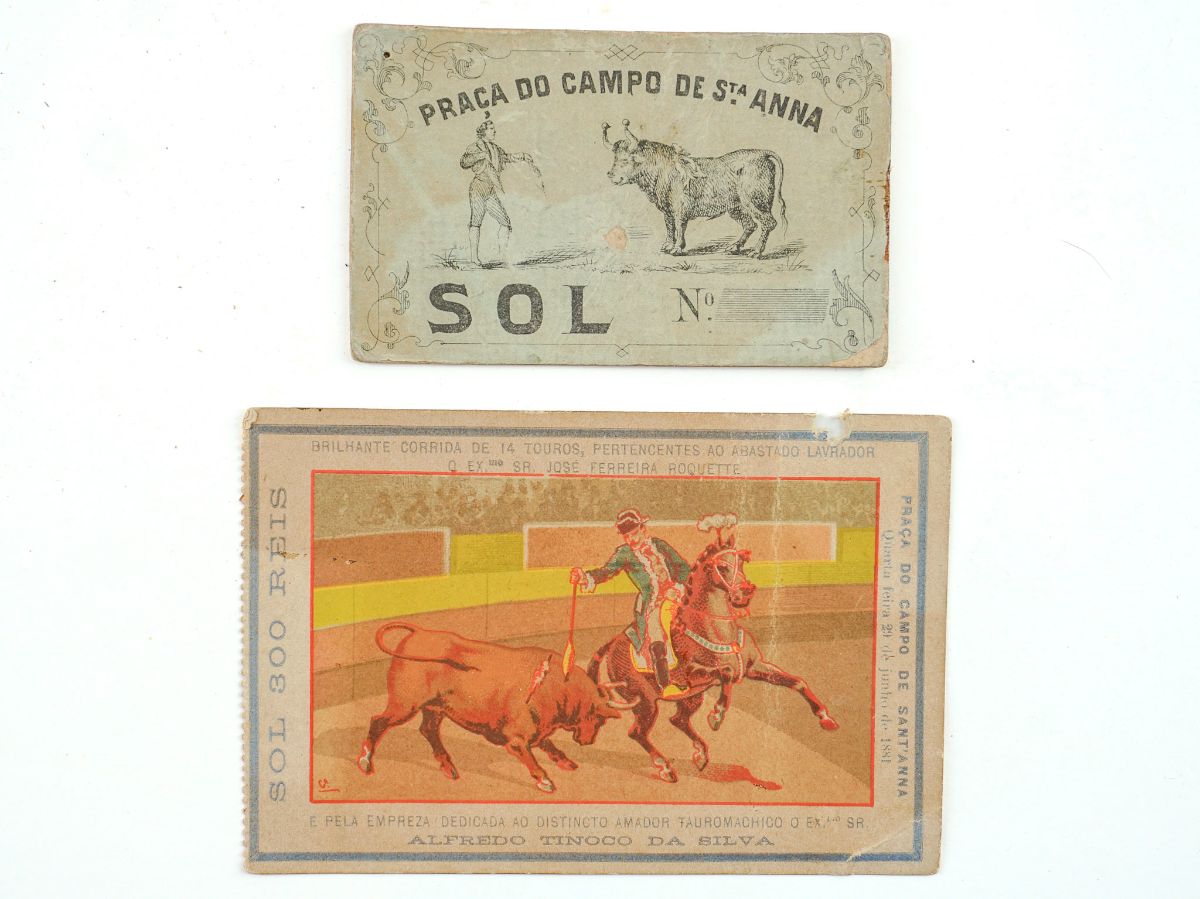 PRAÇA DO CAMPO DE S.TA ANNA
SOL Nº
BRILHANTE CORRIDA DE 14 TOUROS, PERTENCENTES AO ABASTADO LAVRADOR
O EX.mo SR. JOSÉ FERREIRA ROQUETTE
SOL 300 REIS
PRAÇA DO CAMPO DE SANT'ANNA
Quarta feira 29 de junho de 1881
E PELA EMPREZA DEDICADA AO DISTINCTO AMADOR TAUROMACHICO O EX.mo SR.
ALFREDO TINOCO DA SILVA